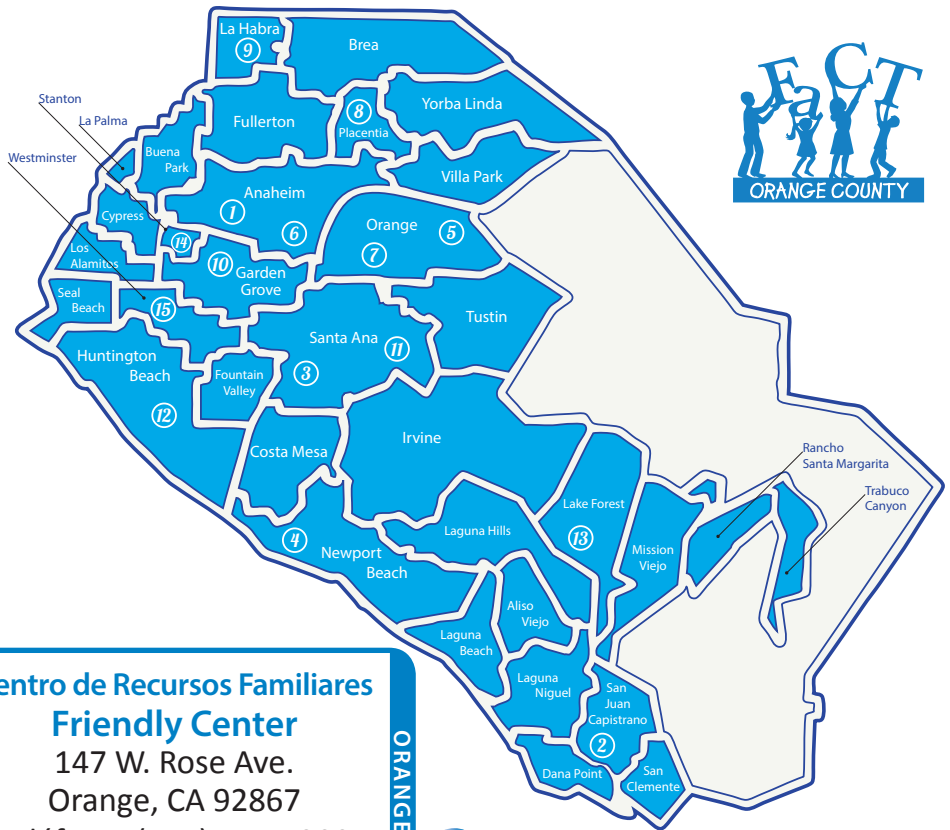 FaCT
ORANGE COUNTY
La Habra
9
Brea
Stanton
La Palma
Westminster
Fullerton
8
Placentia
Yorba Linda
Buena
Park
Villa Park
Anaheim
1
6
Orange
5
7
Cypress
14
Los
Alamitos
10
Garden
Grove
Seal
Beach
15
Tustin
Santa Ana
11
3
Huntington
Beach
12
Fountain
Valley
Costa Mesa
Irvine
Rancho
Santa Margarita
Trabuco
Canyon
Lake Forest
13
Laguna Hills
Mission
Viejo
4
Newport
Beach
Aliso
Viejo
Laguna
Beach
Laguna
Niguel
San
Juan
Capistrano
2
Dana Point
San
Clemente
entro de Recursos Familiares
Friendly Center
147 W. Rose Ave.
Orange, CA 92867
ORANGE